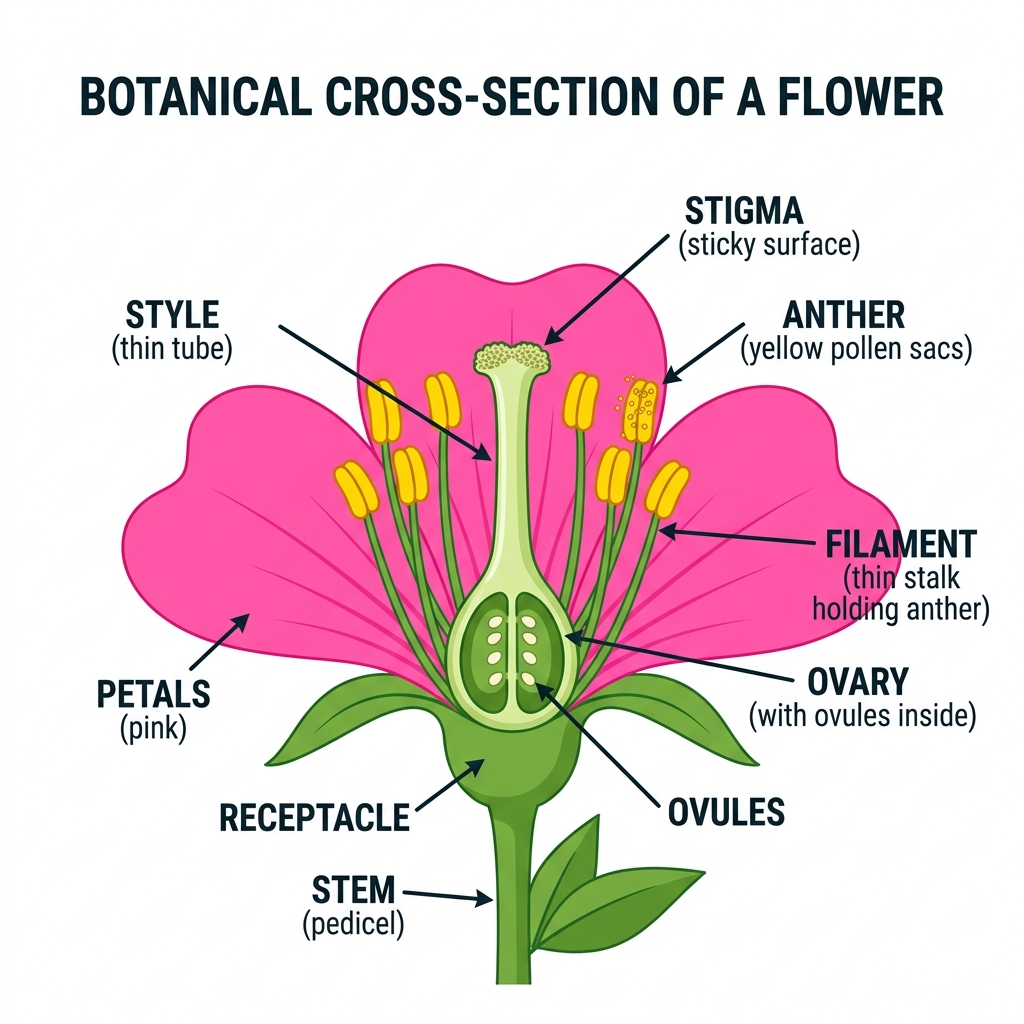 BOTANICAL CROSS-SECTION OF A FLOWER
STIGMA
(sticky surface)
STYLE
(thin tube)
ANTHER
(yellow pollen sacs)
FILAMENT
(thin stalk
holding anther)
PETALS
(pink)
OVARY
(with ovules inside)
RECEPTACLE
OVULES
STEM
(pedicel)